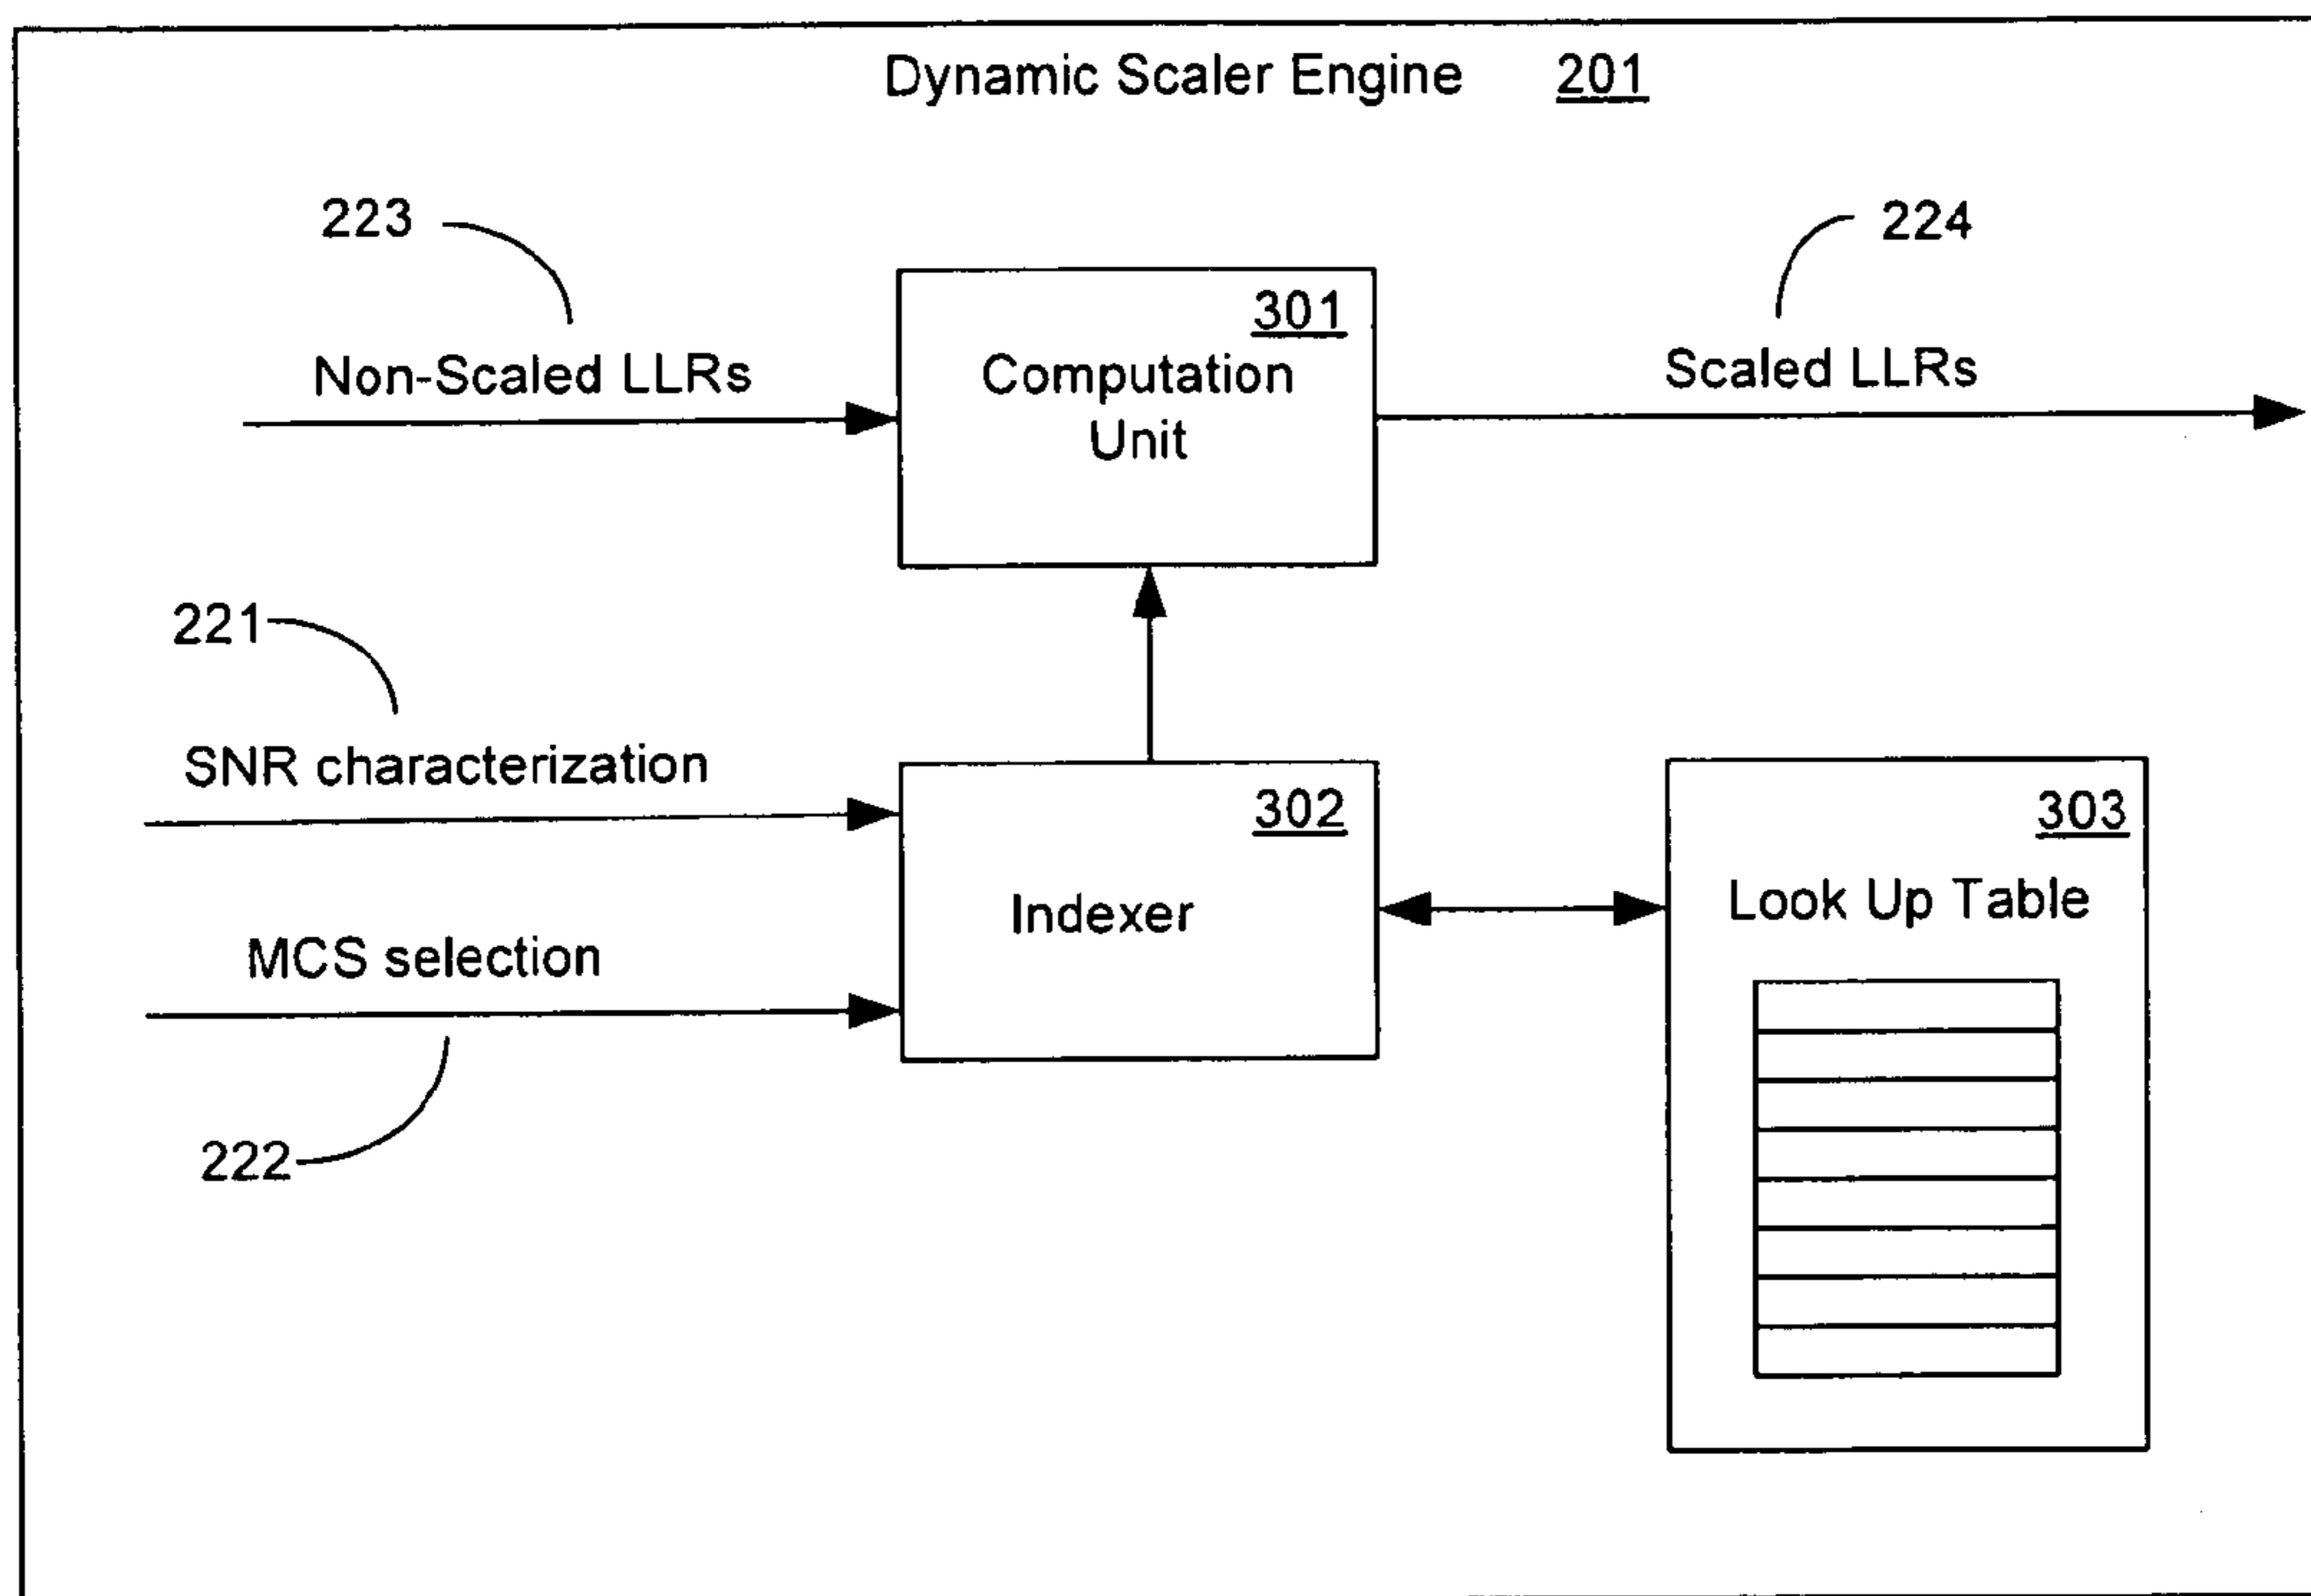 Dynamic Scaler Engine 201
223
224
301
Non-Scaled LLRs
Computation
Unit
Scaled LLRs
221
SNR characterization
302
303
Indexer
Look Up Table
MCS selection
222